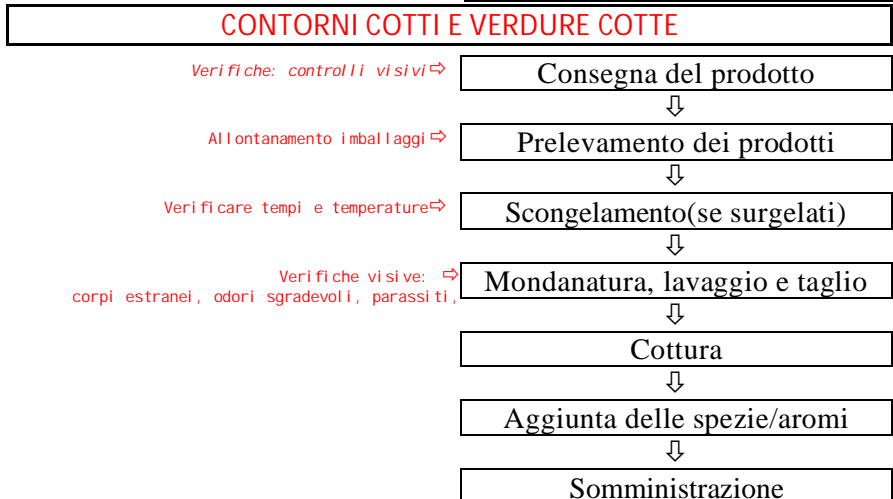 CONTORNI COTTI E VERDURE COTTE
Verifiche: controlli visivi⇨ Consegna del prodotto
⇩
Allontanamento imballaggi⇨ Prelevamento dei prodotti
⇩
Verificare tempi e temperature⇨ Scongelamento(se surgelati)
⇩
Verifiche visive: ⇨ Mondanatura, lavaggio e taglio
corpi estranei, odori sgradevoli, parassiti,
⇩
Cottura
⇩
Aggiunta delle spezie/aromi
⇩
Somministrazione